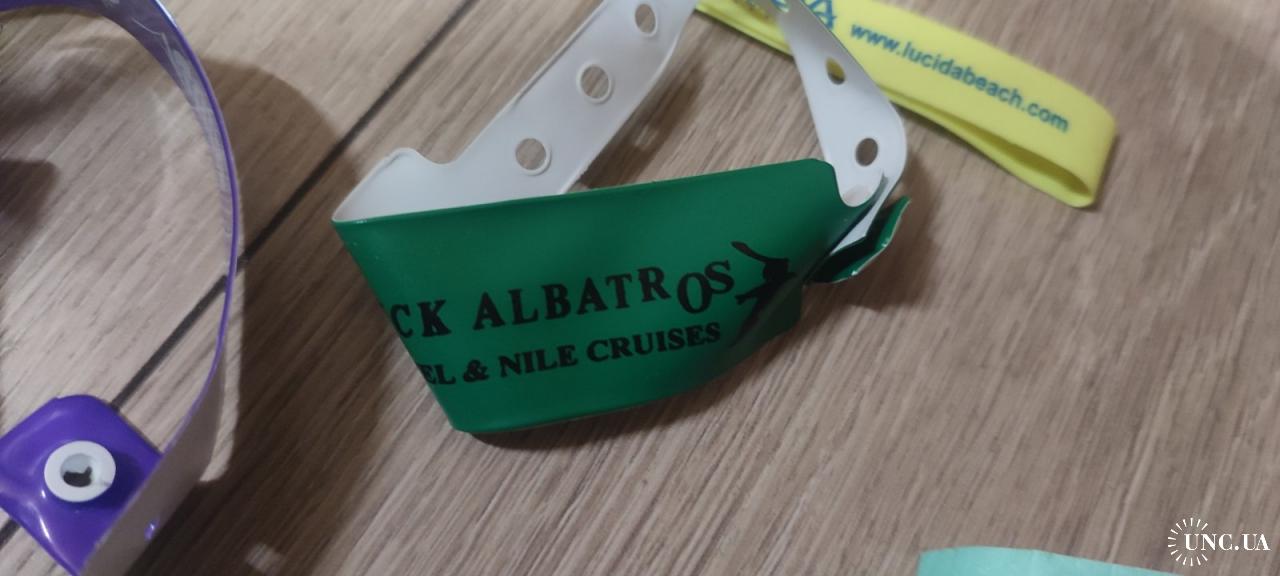 www.lucidabeach.com
CK ALBATROS
EL & NILE CRUISES
UNC.UA